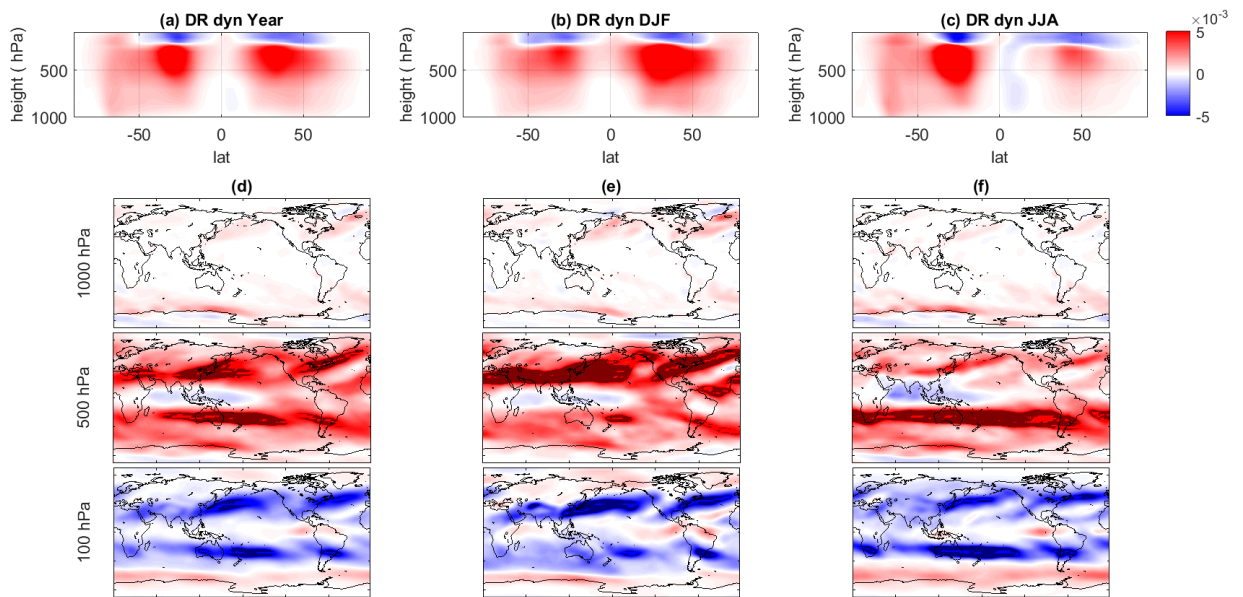 (a) DR dyn Year
(b) DR dyn DJF
(c) DR dyn JJA
×10⁻³
height ( hPa)
500
1000
-50
0
50
lat
height ( hPa)
500
1000
-50
0
50
lat
height ( hPa)
500
1000
-50
0
50
lat
5
0
-5
(d)
(e)
(f)
1000 hPa
500 hPa
100 hPa